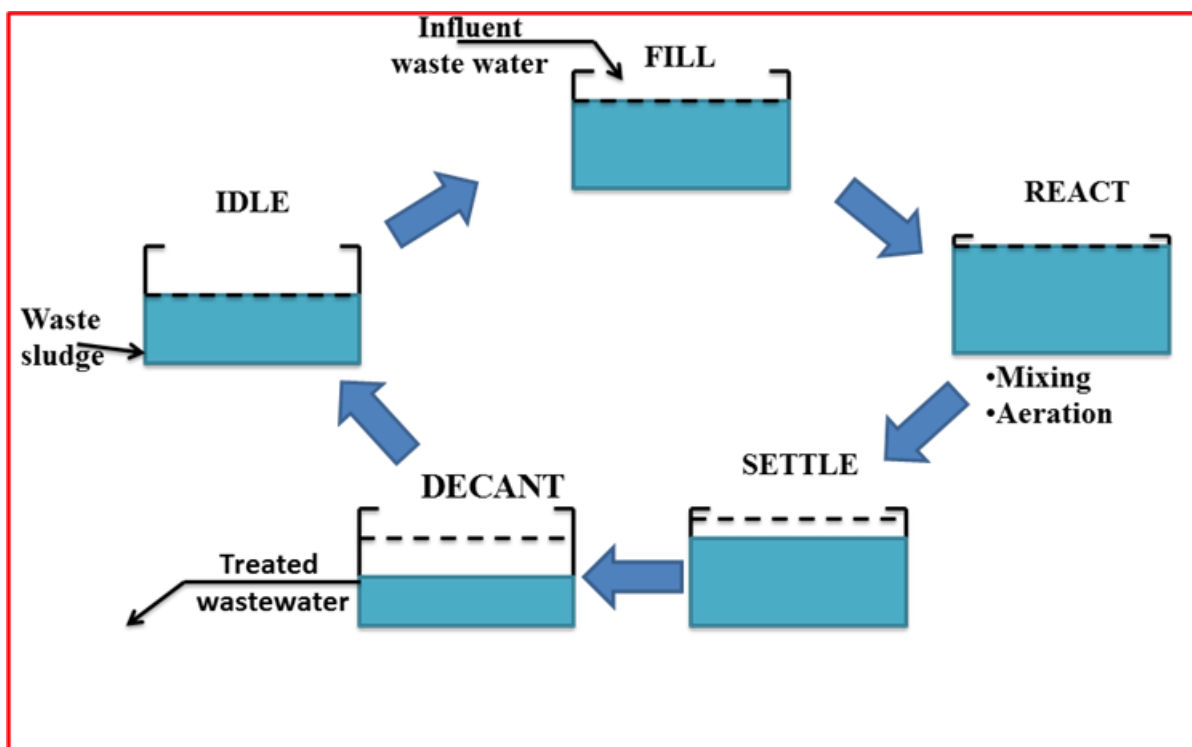 Influent
waste water
FILL
REACT
•Mixing
•Aeration
SETTLE
DECANT
Treated
wastewater
IDLE
Waste
sludge